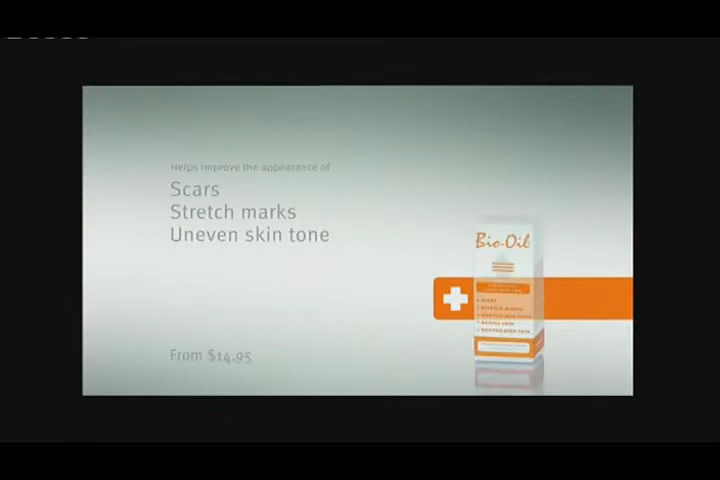 Helps improve the appearance of
Scars
Stretch marks
Uneven skin tone
Bio-Oil
From $14.95